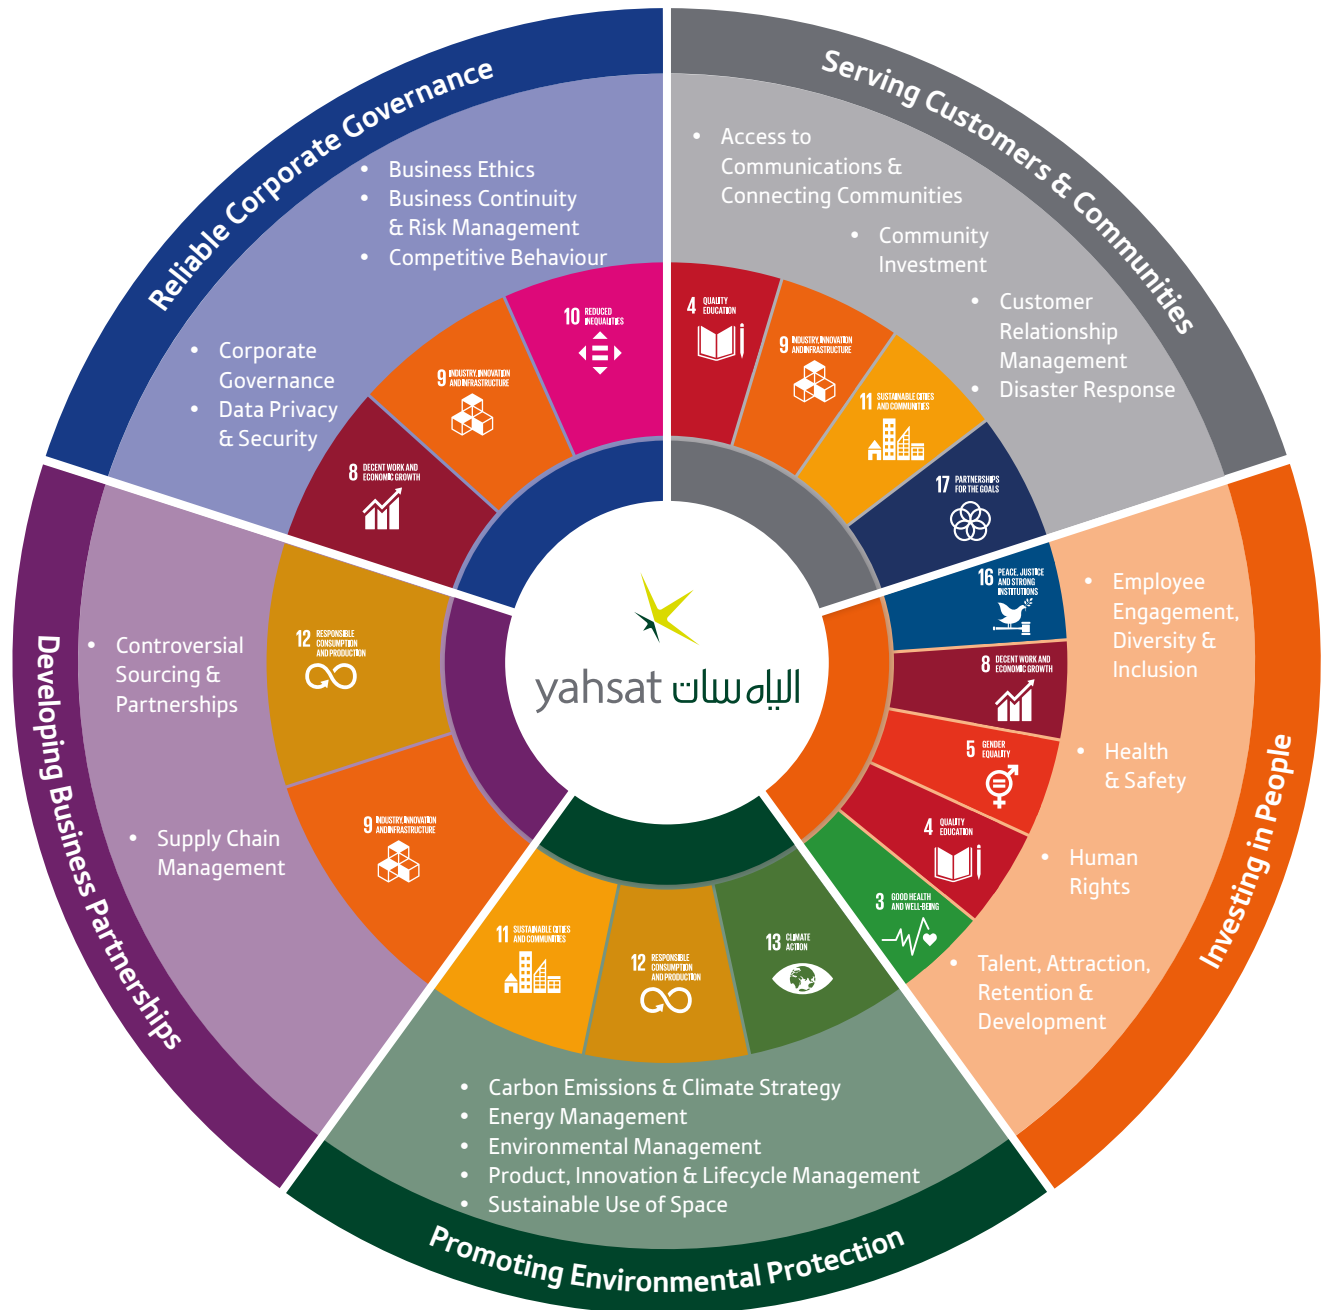 Reliable Corporate Governance
• Business Ethics
• Business Continuity
& Risk Management
• Competitive Behaviour
• Corporate
Governance
• Data Privacy
& Security
10 REDUCED
INEQUALITIES
9 INDUSTRY, INNOVATION
AND INFRASTRUCTURE
8 DECENT WORK AND
ECONOMIC GROWTH
Serving Customers & Communities
• Access to
Communications &
Connecting Communities
• Community
Investment
• Customer
Relationship
Management
• Disaster Response
4 QUALITY
EDUCATION
9 INDUSTRY, INNOVATION
AND INFRASTRUCTURE
11 SUSTAINABLE CITIES
AND COMMUNITIES
17 PARTNERSHIPS
FOR THE GOALS
Investing in People
16 PEACE, JUSTICE
AND STRONG
INSTITUTIONS
8 DECENT WORK AND
ECONOMIC GROWTH
5 GENDER
EQUALITY
4 QUALITY
EDUCATION
3 GOOD HEALTH
AND WELL-BEING
• Employee
Engagement,
Diversity &
Inclusion
• Health
& Safety
• Human
Rights
• Talent, Attraction,
Retention &
Development
Promoting Environmental Protection
11 SUSTAINABLE CITIES
AND COMMUNITIES
12 RESPONSIBLE
CONSUMPTION
AND PRODUCTION
13 CLIMATE
ACTION
• Carbon Emissions & Climate Strategy
• Energy Management
• Environmental Management
• Product, Innovation & Lifecycle Management
• Sustainable Use of Space
Developing Business Partnerships
• Controversial
Sourcing &
Partnerships
• Supply Chain
Management
12 RESPONSIBLE
CONSUMPTION
AND PRODUCTION
9 INDUSTRY, INNOVATION
AND INFRASTRUCTURE
yahsat الياه سات